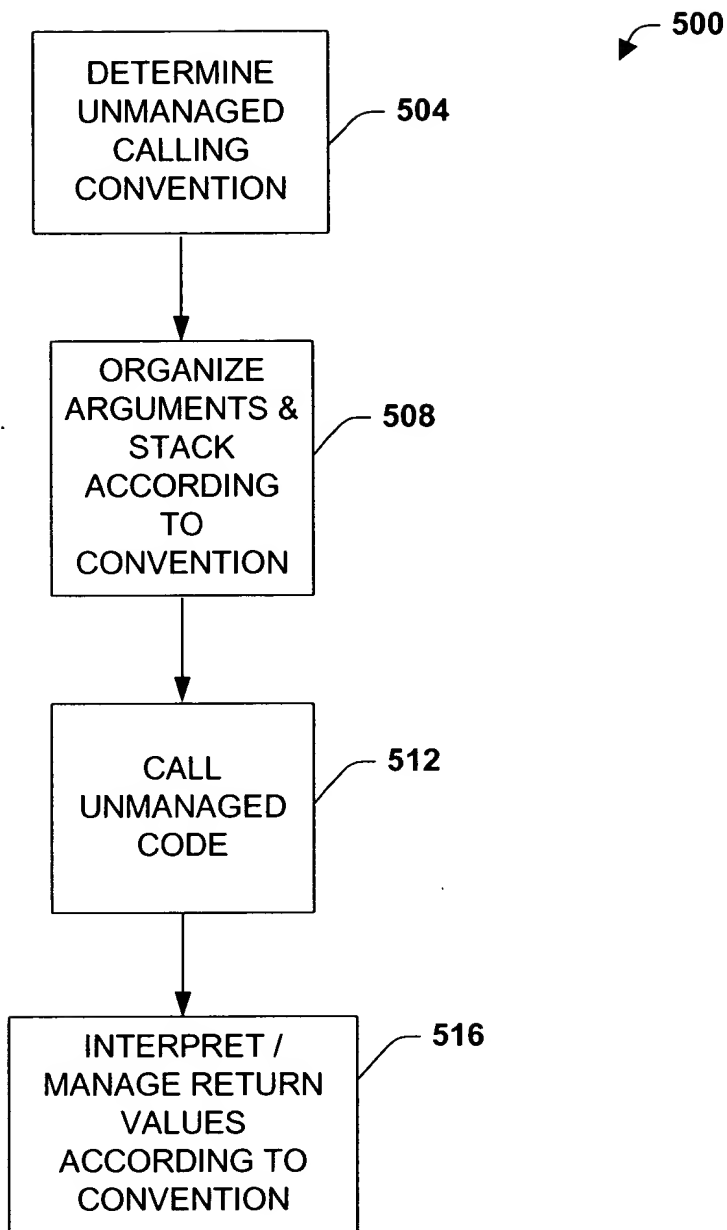 500
DETERMINE
UNMANAGED
CALLING
CONVENTION
504
ORGANIZE
ARGUMENTS &
STACK
ACCORDING
TO
CONVENTION
508
CALL
UNMANAGED
CODE
512
INTERPRET /
MANAGE RETURN
VALUES
ACCORDING TO
CONVENTION
516